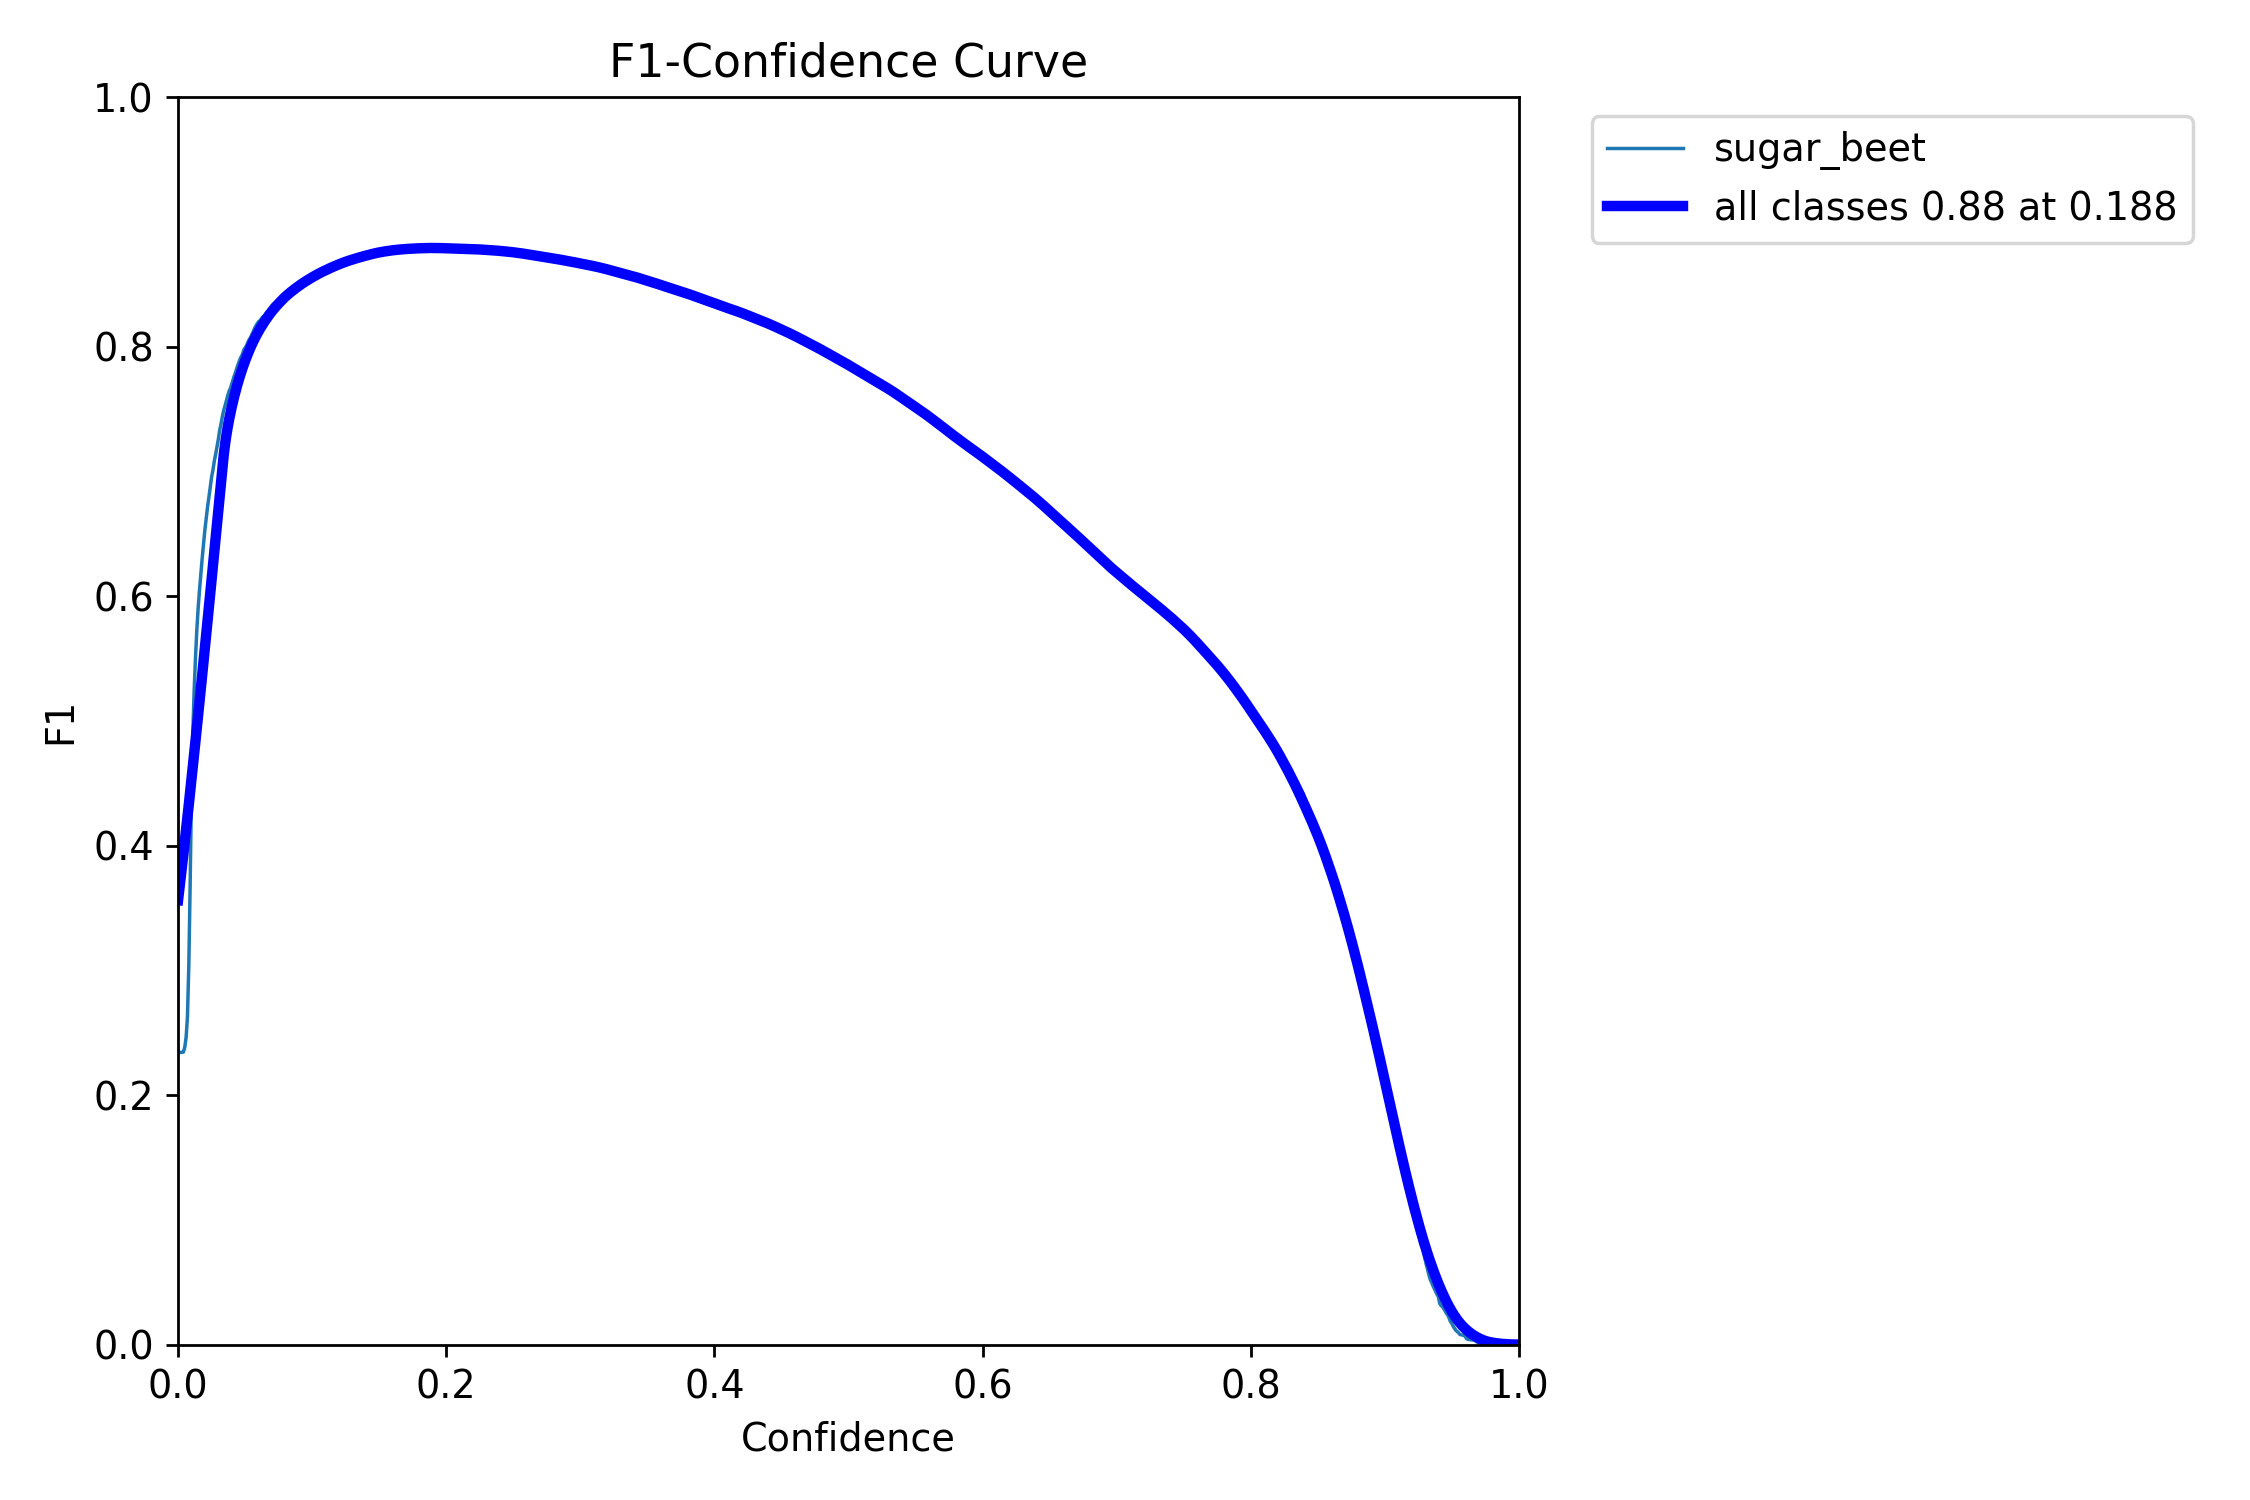 F1-Confidence Curve
1.0
0.8
0.6
0.4
0.2
0.0
F1
0.0 0.2 0.4 0.6 0.8 1.0
Confidence
sugar_beet
all classes 0.88 at 0.188